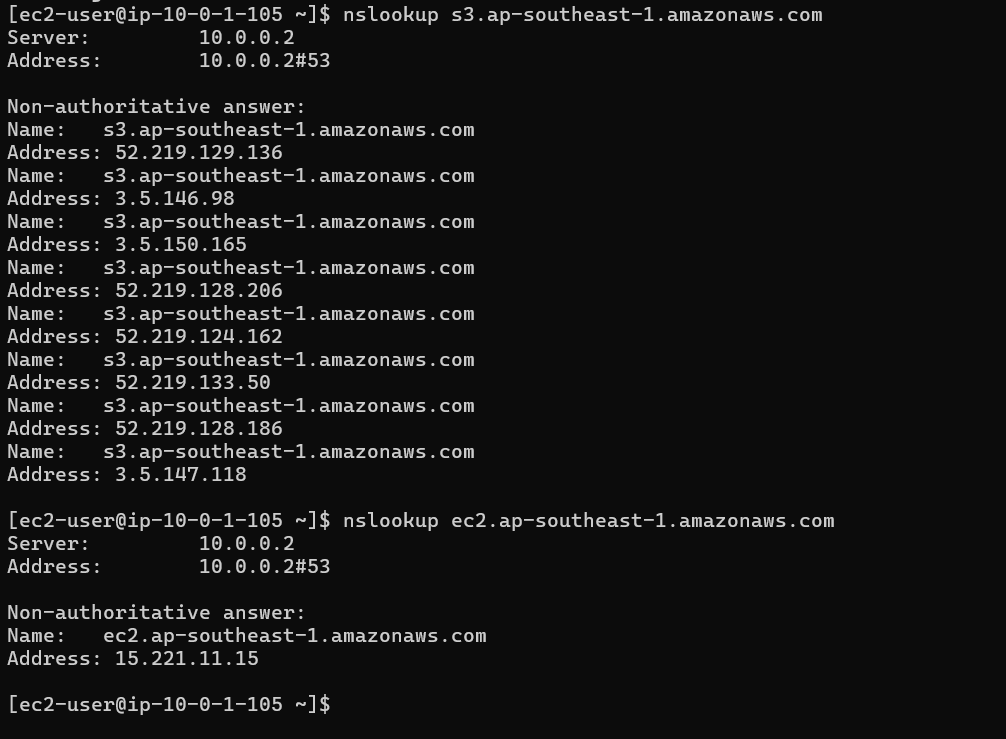 [ec2-user@ip-10-0-1-105 ~]$ nslookup s3.ap-southeast-1.amazonaws.com
Server:         10.0.0.2
Address:        10.0.0.2#53

Non-authoritative answer:
Name:   s3.ap-southeast-1.amazonaws.com
Address: 52.219.129.136
Name:   s3.ap-southeast-1.amazonaws.com
Address: 3.5.146.98
Name:   s3.ap-southeast-1.amazonaws.com
Address: 3.5.150.165
Name:   s3.ap-southeast-1.amazonaws.com
Address: 52.219.128.206
Name:   s3.ap-southeast-1.amazonaws.com
Address: 52.219.124.162
Name:   s3.ap-southeast-1.amazonaws.com
Address: 52.219.133.50
Name:   s3.ap-southeast-1.amazonaws.com
Address: 52.219.128.186
Name:   s3.ap-southeast-1.amazonaws.com
Address: 3.5.147.118

[ec2-user@ip-10-0-1-105 ~]$ nslookup ec2.ap-southeast-1.amazonaws.com
Server:         10.0.0.2
Address:        10.0.0.2#53

Non-authoritative answer:
Name:   ec2.ap-southeast-1.amazonaws.com
Address: 15.221.11.15

[ec2-user@ip-10-0-1-105 ~]$